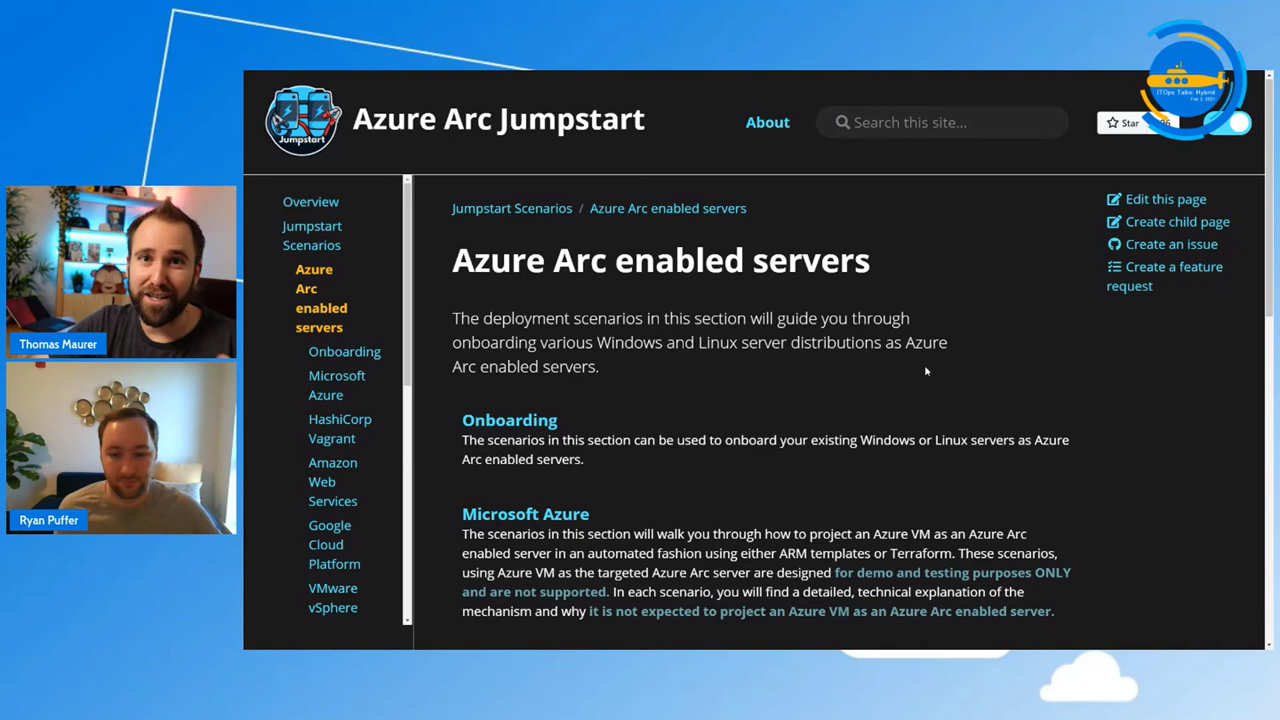 ITOps Talks: Hybrid
Feb 2, 2021
Jumpstart
Azure Arc Jumpstart
About
Search this site...
Star
Overview
Jumpstart
Scenarios
Azure
Arc
enabled
servers
Onboarding
Microsoft
Azure
HashiCorp
Vagrant
Amazon
Web
Services
Google
Cloud
Platform
VMware
vSphere
Jumpstart Scenarios / Azure Arc enabled servers
Azure Arc enabled servers
The deployment scenarios in this section will guide you through
onboarding various Windows and Linux server distributions as Azure
Arc enabled servers.
Onboarding
The scenarios in this section can be used to onboard your existing Windows or Linux servers as Azure
Arc enabled servers.
Microsoft Azure
The scenarios in this section will walk you through how to project an Azure VM as an Azure Arc
enabled server in an automated fashion using either ARM templates or Terraform. These scenarios,
using Azure VM as the targeted Azure Arc server are designed for demo and testing purposes ONLY
and are not supported. In each scenario, you will find a detailed, technical explanation of the
mechanism and why it is not expected to project an Azure VM as an Azure Arc enabled server.
Edit this page
Create child page
Create an issue
Create a feature
request
Thomas Maurer
Ryan Puffer